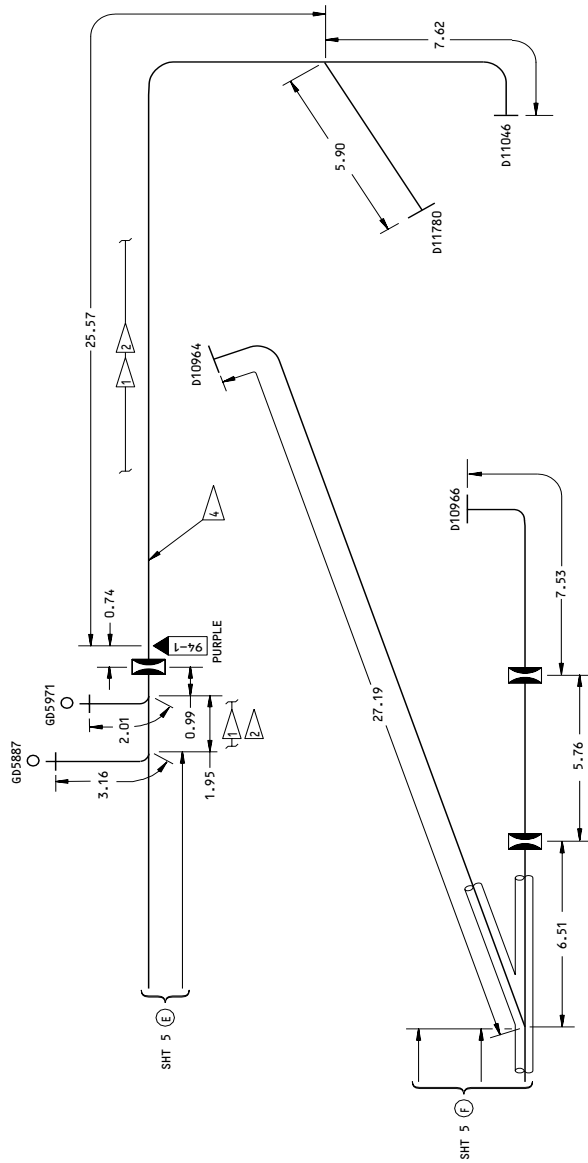 7.62
25.57
5.90
D11046
D11780
1
2
D10964
4
0.74
D10966
94-1
PURPLE
7.53
GD5971
2.01
0.99
27.19
GD5887
3.16
1
2
1.95
5.76
6.51
SHT 5 E
SHT 5 F